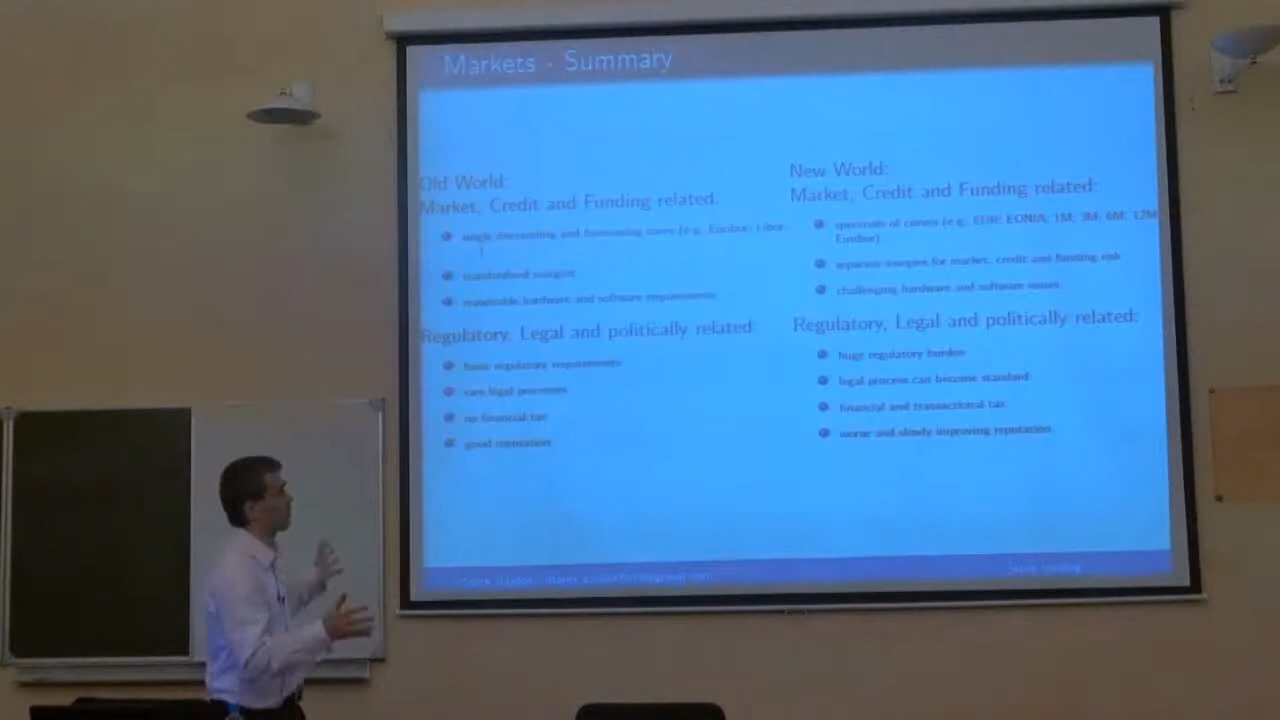 Markets - Summary
Old World:
Market, Credit and Funding related.
single discounting and forecasting curve (e.g. Euribor, Libor
)
standardised margins
reasonable hardware and software requirements
Regulatory, Legal and politically related
basic regulatory requirements
rare legal processes
no financial tax
good reputation
New World:
Market, Credit and Funding related:
spectrum of curves (e.g. EUR: EONIA, 1M, 3M, 6M, 12M
Euribor)
separate margins for market, credit and funding risk
challenging hardware and software issues
Regulatory, Legal and politically related:
huge regulatory burden
legal process can become standard
financial and transactional tax
worse and slowly improving reputation